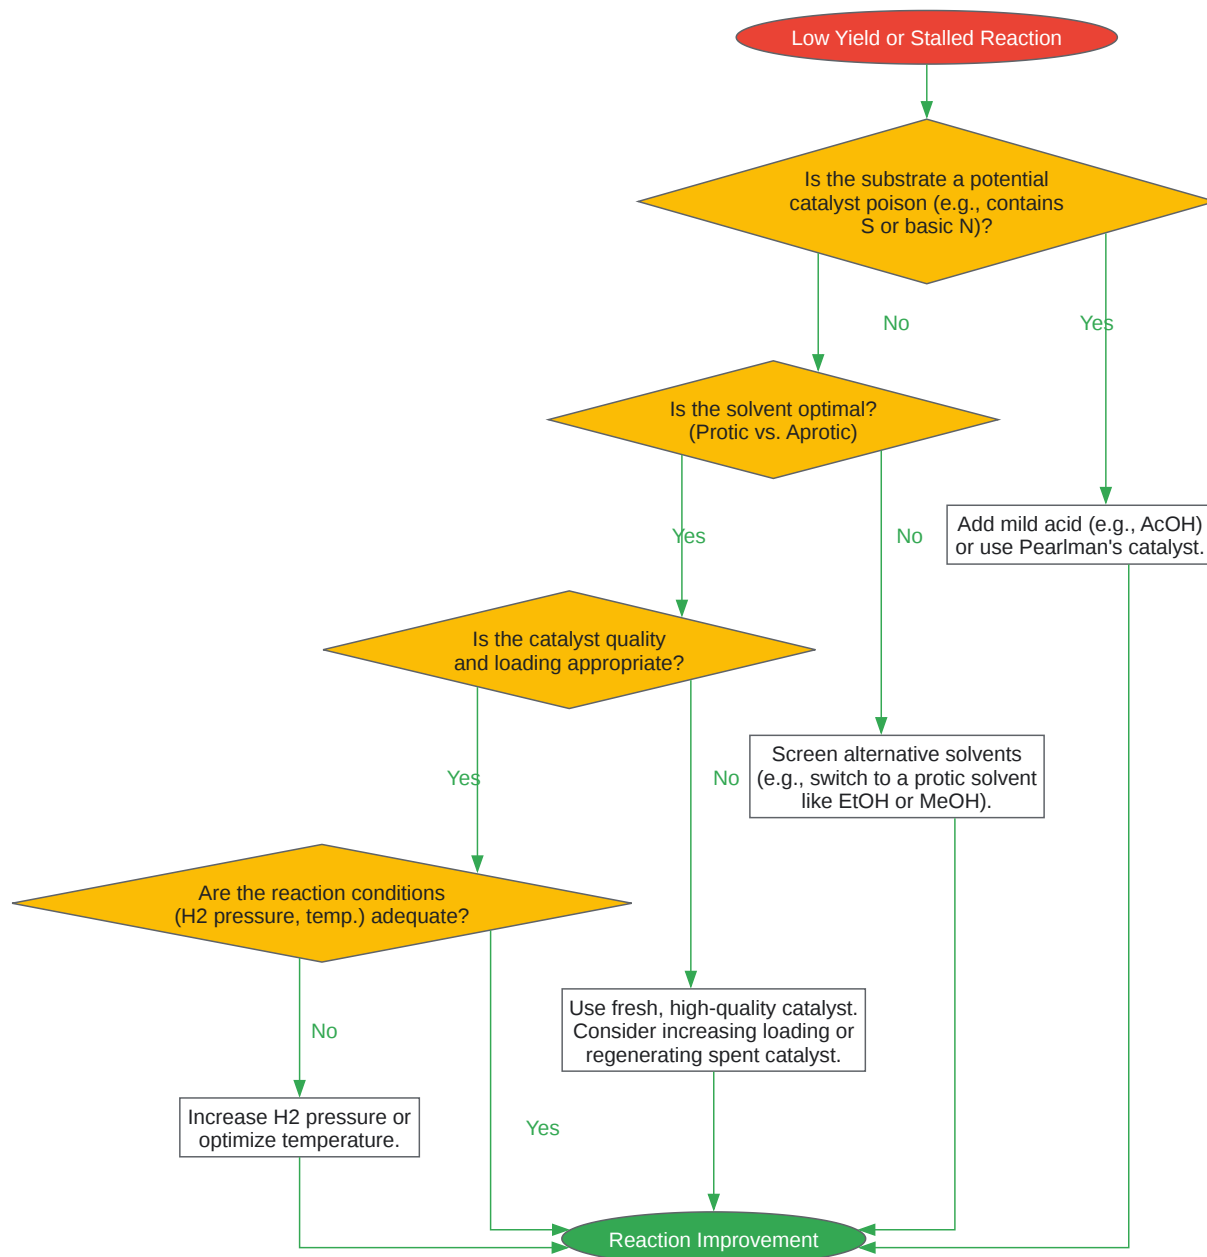 Low Yield or Stalled Reaction
Is the substrate a potential
catalyst poison (e.g., contains
S or basic N)?
No
Yes
Is the solvent optimal?
(Protic vs. Aprotic)
Yes
No
Add mild acid (e.g., AcOH)
or use Pearlman's catalyst.
Is the catalyst quality
and loading appropriate?
Yes
No
Screen alternative solvents
(e.g., switch to a protic solvent
like EtOH or MeOH).
Are the reaction conditions
(H2 pressure, temp.) adequate?
No
Use fresh, high-quality catalyst.
Consider increasing loading or
regenerating spent catalyst.
Increase H2 pressure or
optimize temperature.
Yes
Reaction Improvement